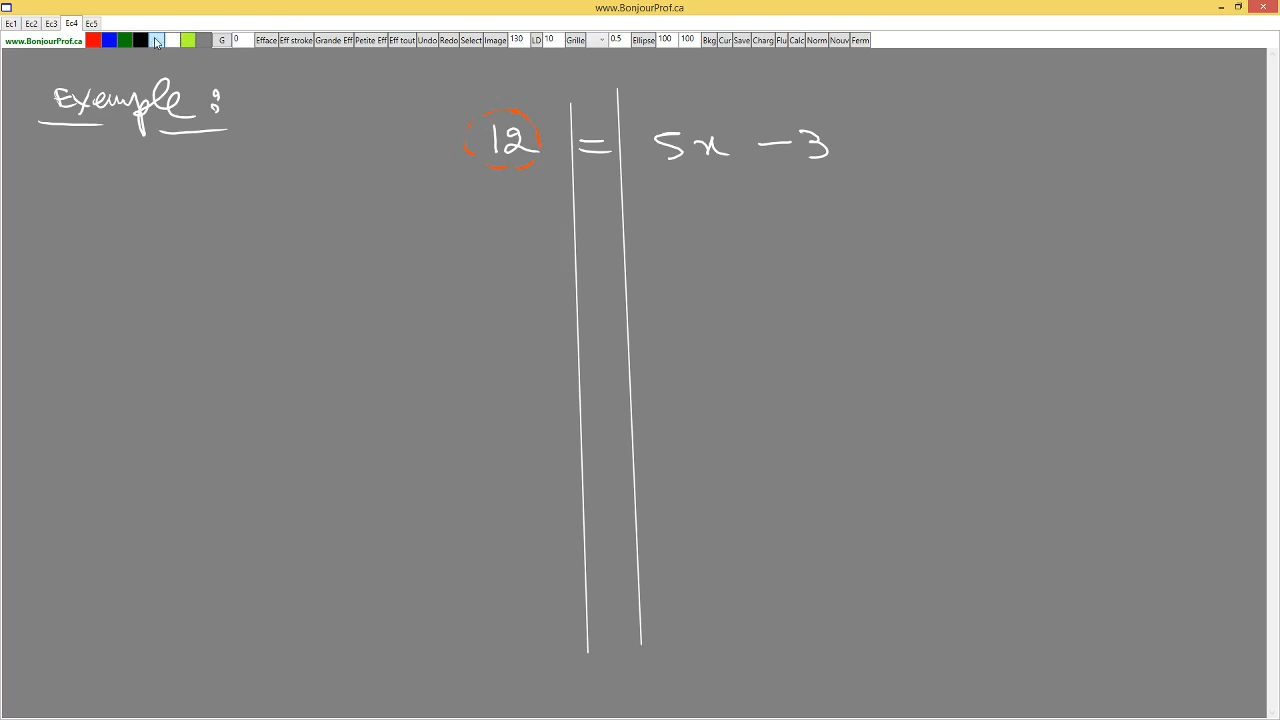 www.BonjourProf.ca
Ec1 Ec2 Ec3 Ec4 Ec5
www.BonjourProf.ca G 0 Efface Eff stroke Grande Eff Petite Eff Eff tout Undo Redo Select Image 130 LD 10 Grille 0.5 Ellipse 100 100 Bkg Cur Save Charg Flu Calc Norm Nouv Ferm
Exemple :
12 = 5x - 3